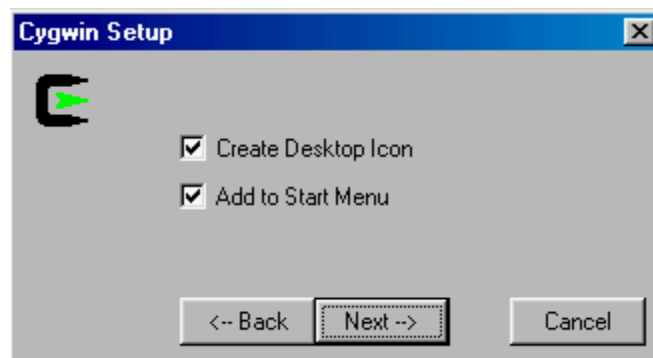 Cygwin Setup
Create Desktop Icon
Add to Start Menu
<-- Back Next --> Cancel